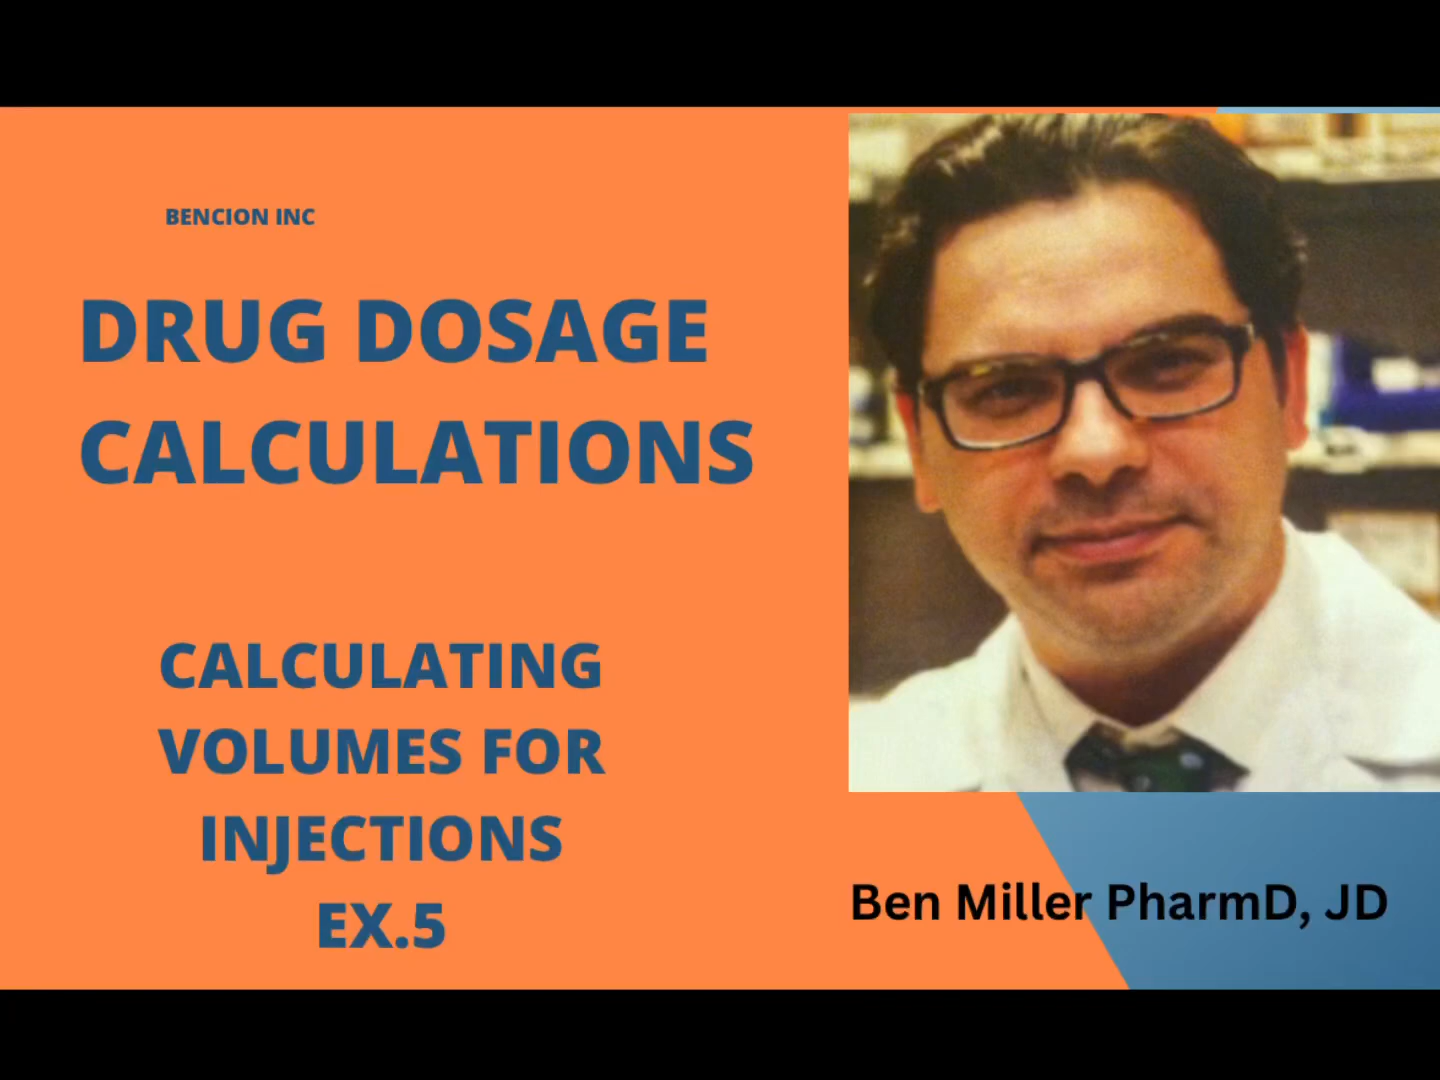 BENCION INC
DRUG DOSAGE
CALCULATIONS
CALCULATING
VOLUMES FOR
INJECTIONS
EX.5
Ben Miller PharmD, JD